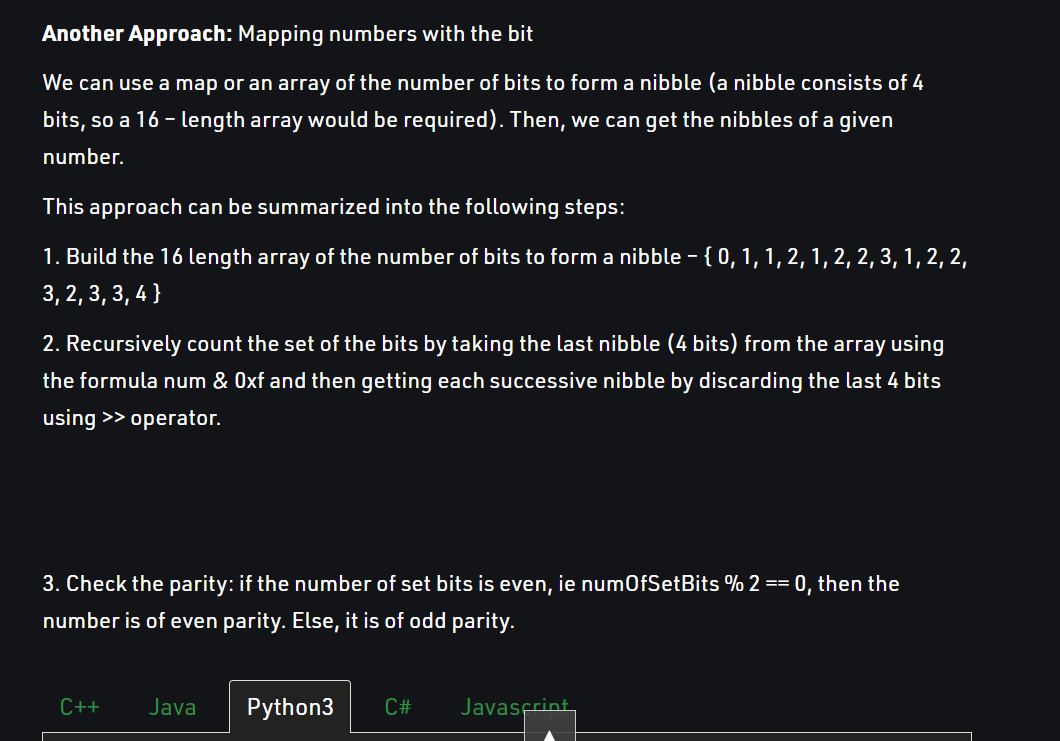 Another Approach: Mapping numbers with the bit
We can use a map or an array of the number of bits to form a nibble (a nibble consists of 4
bits, so a 16 – length array would be required). Then, we can get the nibbles of a given
number.
This approach can be summarized into the following steps:
1. Build the 16 length array of the number of bits to form a nibble – { 0, 1, 1, 2, 1, 2, 2, 3, 1, 2, 2,
3, 2, 3, 3, 4 }
2. Recursively count the set of the bits by taking the last nibble (4 bits) from the array using
the formula num & 0xf and then getting each successive nibble by discarding the last 4 bits
using >> operator.
3. Check the parity: if the number of set bits is even, ie numOfSetBits % 2 == 0, then the
number is of even parity. Else, it is of odd parity.
C++ Java Python3 C# Javascript